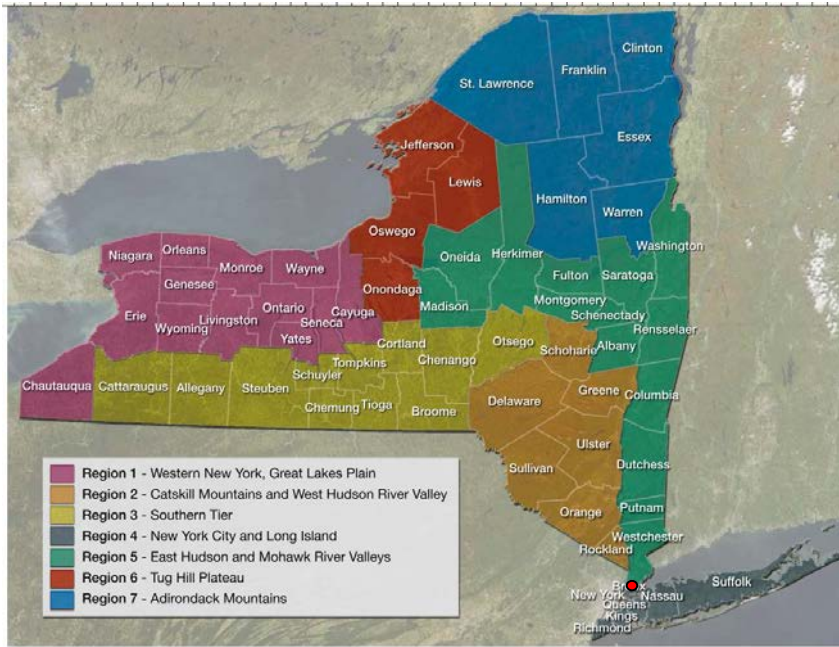 Clinton
Franklin
St. Lawrence
Essex
Jefferson
Lewis
Hamilton
Warren
Oswego
Washington
Oneida
Herkimer
Niagara
Orleans
Monroe
Wayne
Fulton
Saratoga
Genesee
Onondaga
Madison
Montgomery
Ontario
Cayuga
Erie
Livingston
Seneca
Schenectady
Wyoming
Rensselaer
Yates
Cortland
Otsego
Schoharie
Albany
Tompkins
Chenango
Schuyler
Chautauqua
Cattaraugus
Allegany
Steuben
Greene
Columbia
Chemung
Tioga
Broome
Delaware
Ulster
Dutchess
Sullivan
Putnam
Orange
Westchester
Rockland
Suffolk
New York
Nassau
Queens
Kings
Richmond
Region 1 - Western New York, Great Lakes Plain
Region 2 - Catskill Mountains and West Hudson River Valley
Region 3 - Southern Tier
Region 4 - New York City and Long Island
Region 5 - East Hudson and Mohawk River Valleys
Region 6 - Tug Hill Plateau
Region 7 - Adirondack Mountains